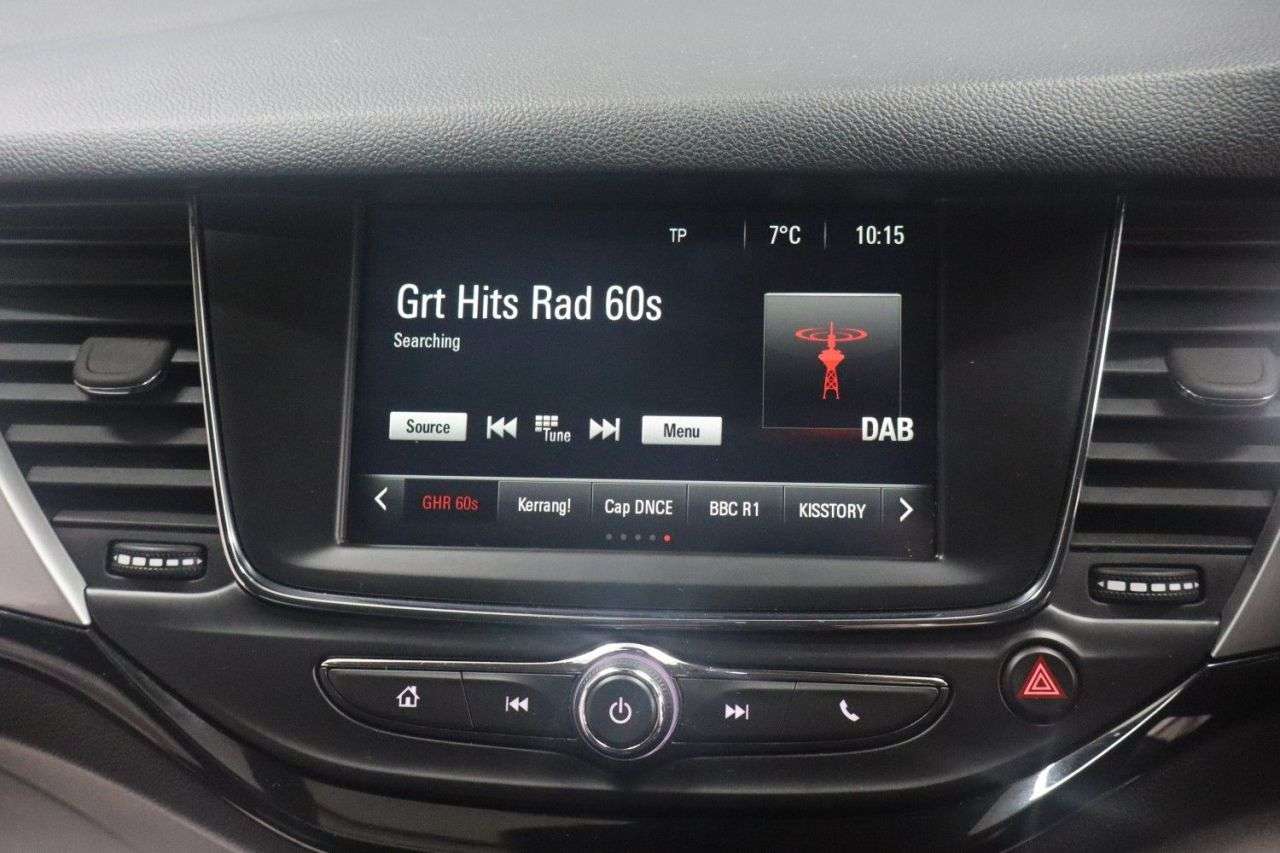 TP 7°C 10:15
Grt Hits Rad 60s
Searching
Source Tune Menu
DAB
GHR 60s Kerrang! Cap DNCE BBC R1 KISSTORY